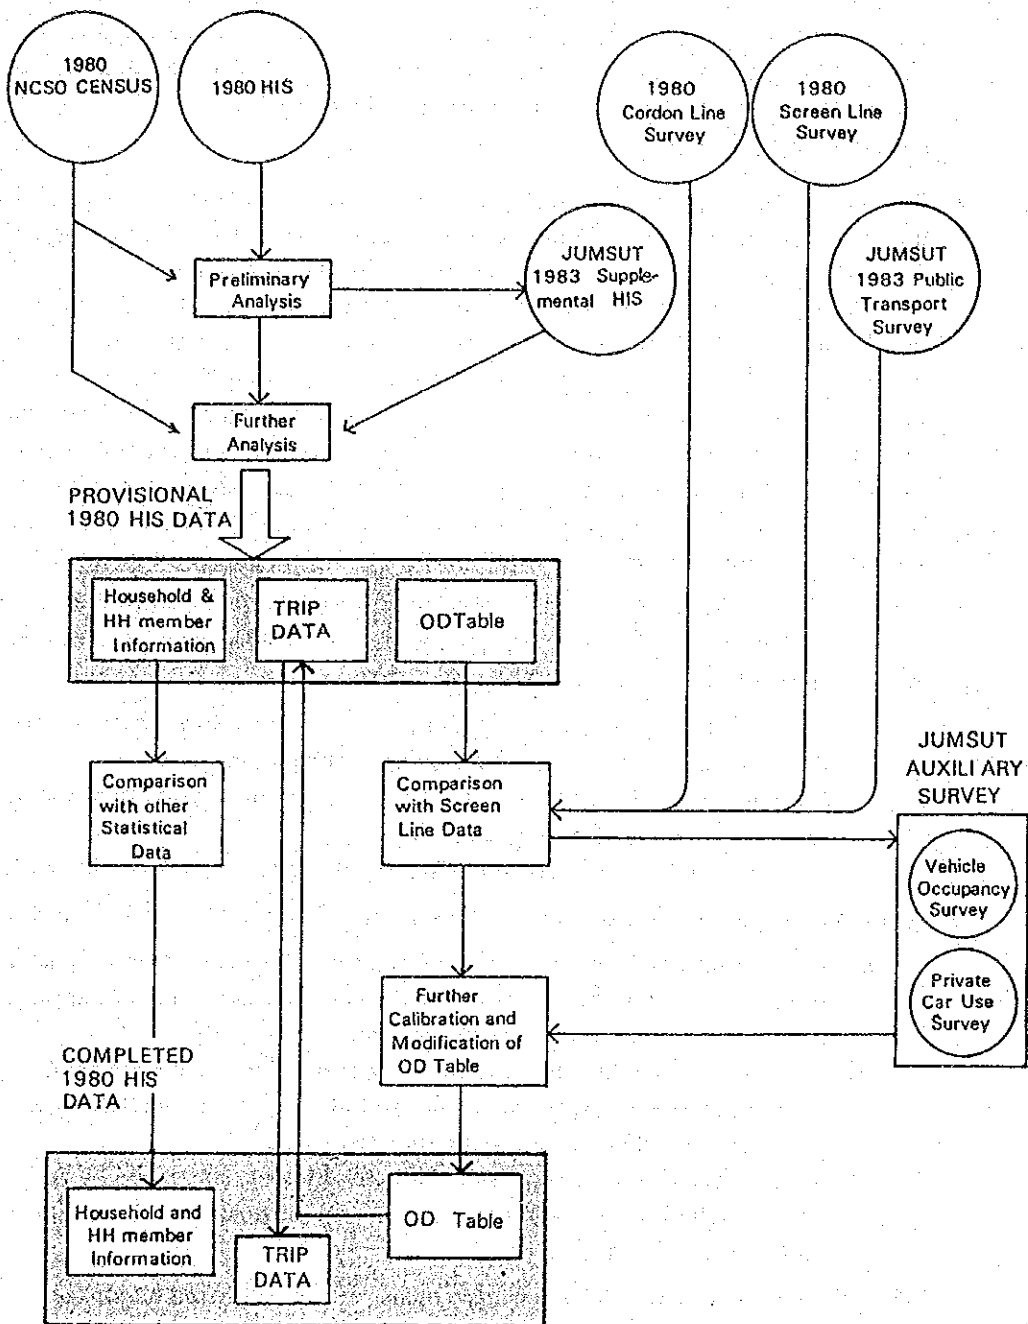 1980
NCSO CENSUS
1980 HIS
1980
Cordon Line
Survey
1980
Screen Line
Survey
JUMSUT
1983 Supple-
mental HIS
JUMSUT
1983 Public
Transport
Survey
Preliminary
Analysis
Further
Analysis
PROVISIONAL
1980 HIS DATA
Household &
HH member
Information
TRIP
DATA
ODTable
Comparison
with other
Statistical
Data
Comparison
with Screen
Line Data
JUMSUT
AUXILIARY
SURVEY
Vehicle
Occupancy
Survey
Private
Car Use
Survey
Further
Calibration and
Modification of
OD Table
COMPLETED
1980 HIS
DATA
Household and
HH member
Information
TRIP
DATA
OD Table